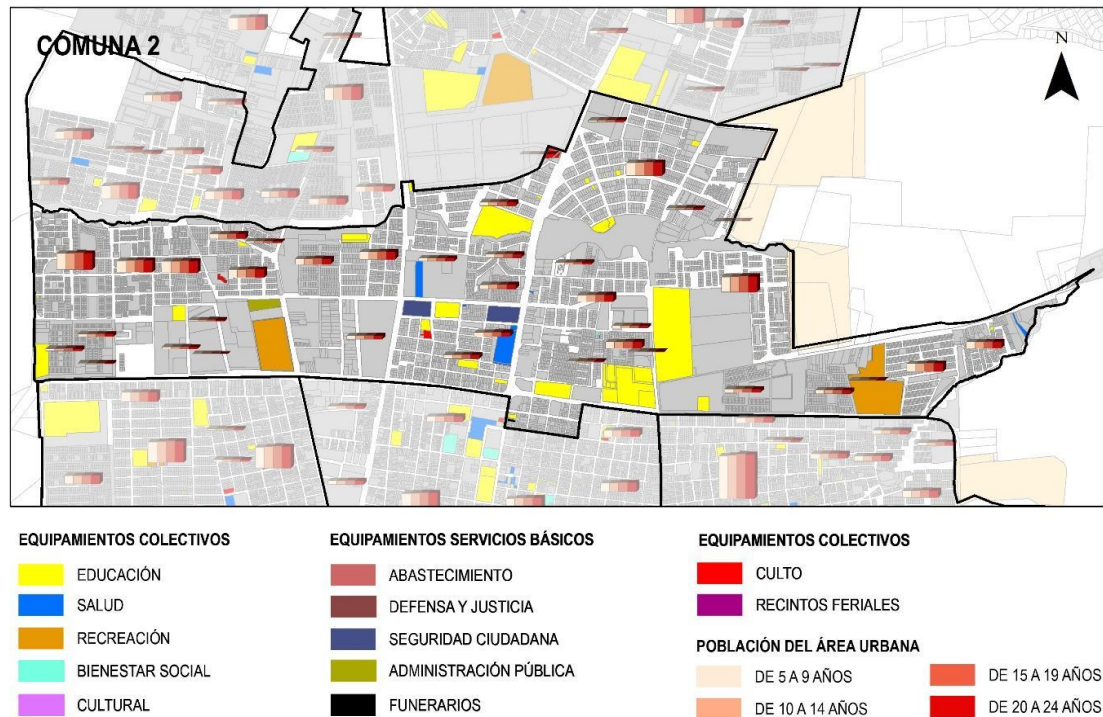 COMUNA 2
N
EQUIPAMIENTOS COLECTIVOS
EDUCACIÓN
SALUD
RECREACIÓN
BIENESTAR SOCIAL
CULTURAL
EQUIPAMIENTOS SERVICIOS BÁSICOS
ABASTECIMIENTO
DEFENSA Y JUSTICIA
SEGURIDAD CIUDADANA
ADMINISTRACIÓN PÚBLICA
FUNERARIOS
EQUIPAMIENTOS COLECTIVOS
CULTO
RECINTOS FERIALES
POBLACIÓN DEL ÁREA URBANA
DE 5 A 9 AÑOS
DE 10 A 14 AÑOS
DE 15 A 19 AÑOS
DE 20 A 24 AÑOS